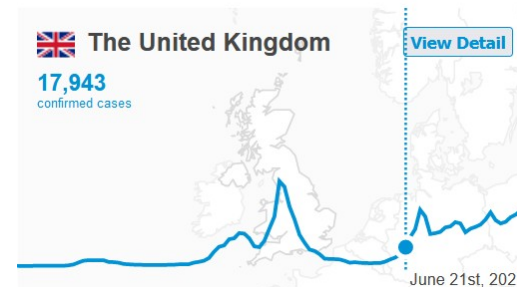 The United Kingdom
View Detail
17,943
confirmed cases
June 21st, 202